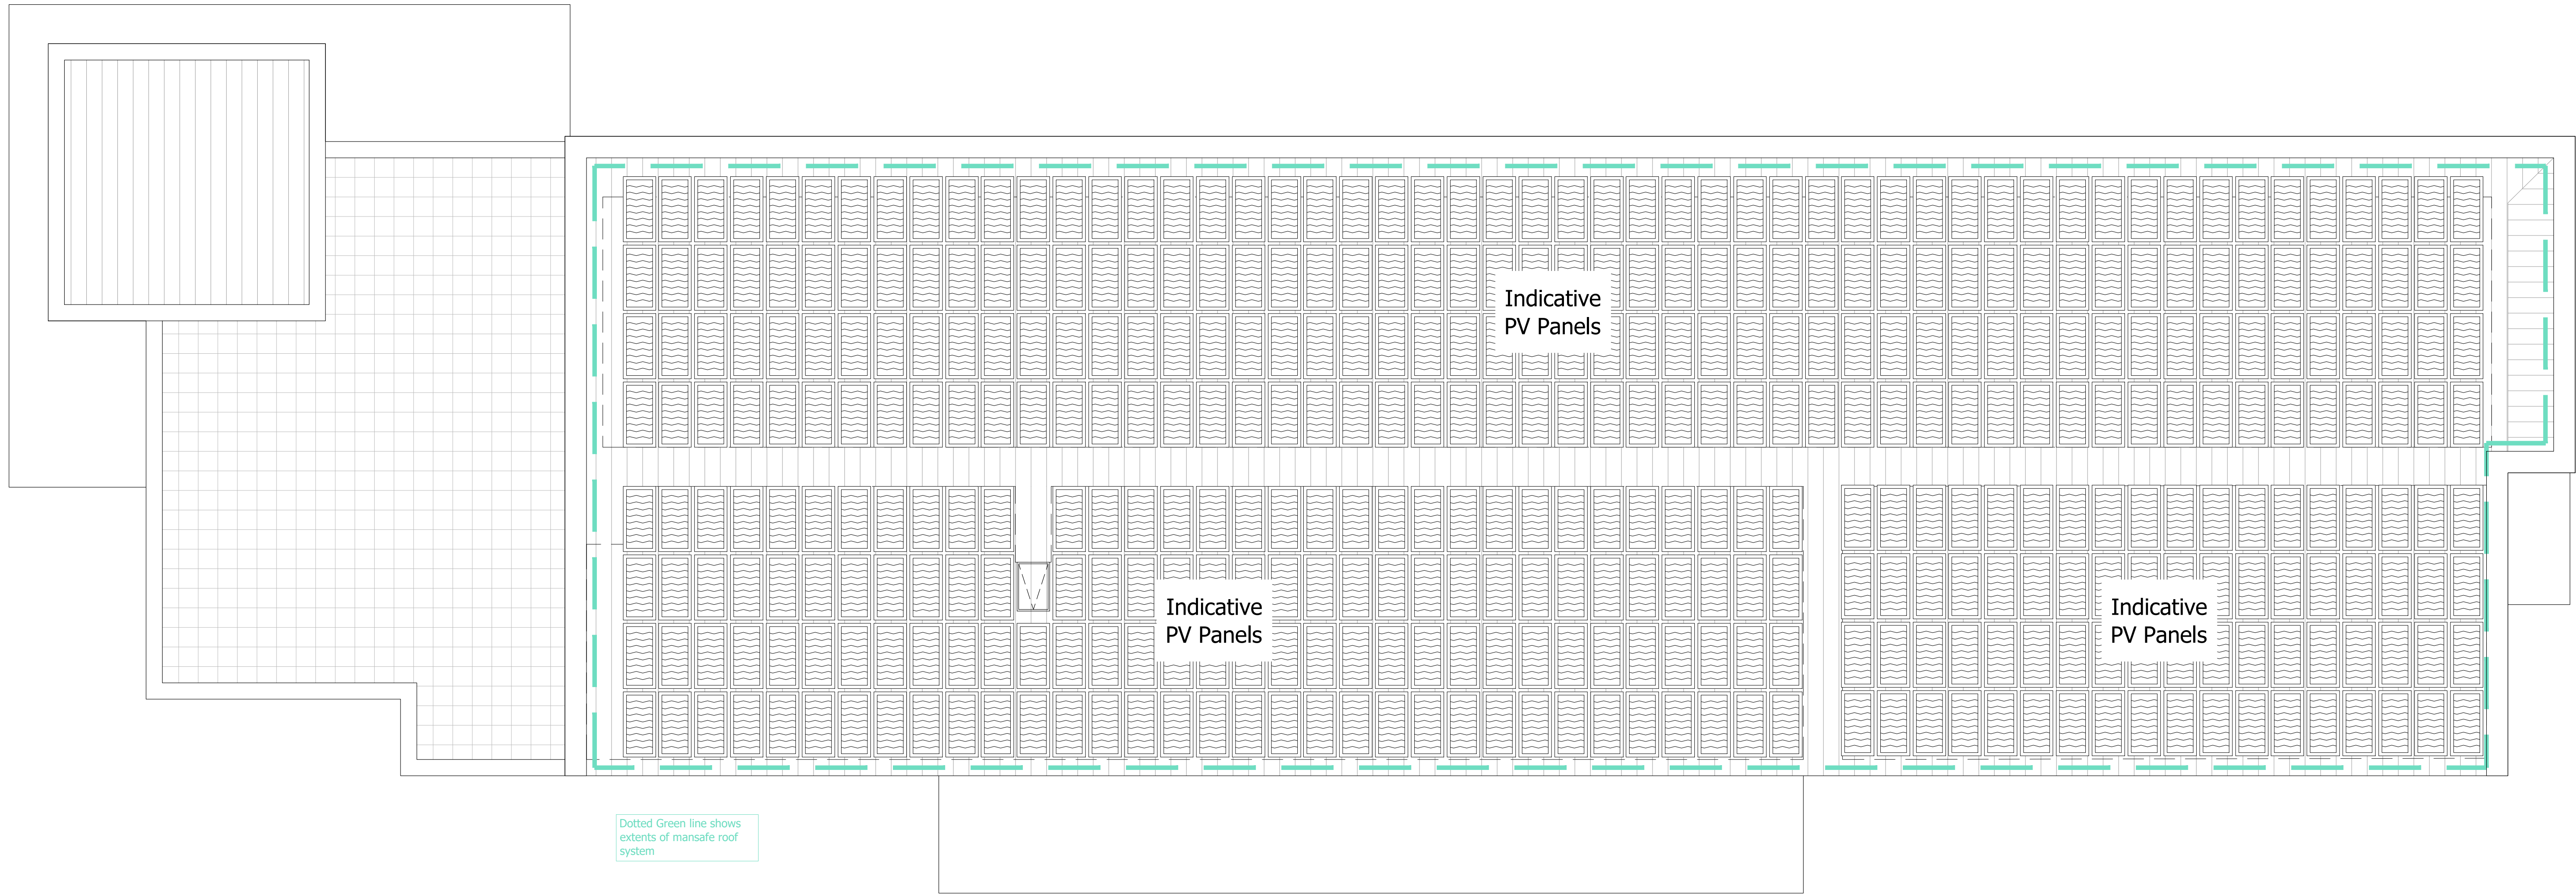 Indicative
PV Panels
Indicative
PV Panels
Indicative
PV Panels
Dotted Green line shows
extents of mansafe roof
system